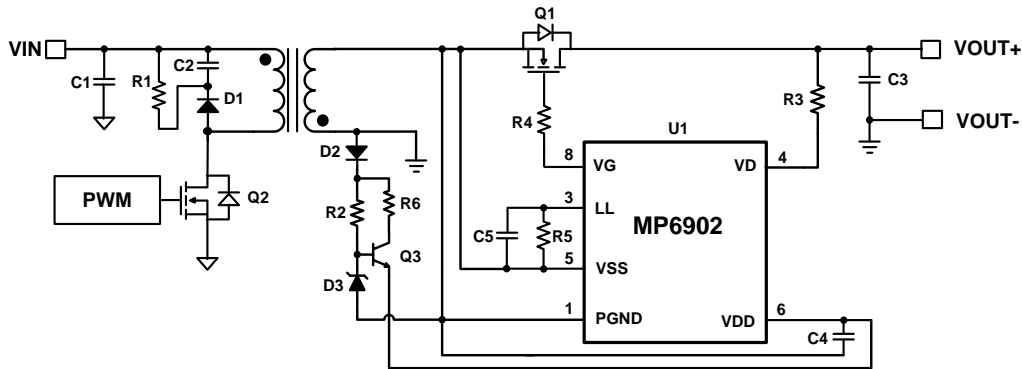 Q1
VIN
VOUT+
C2
C1
R1
D1
C3
R3
R4
VOUT-
U1
D2
8
VG
VD
4
PWM
Q2
R6
R2
3
LL
MP6902
C5
R5
Q3
5
VSS
D3
1
PGND
VDD
6
C4